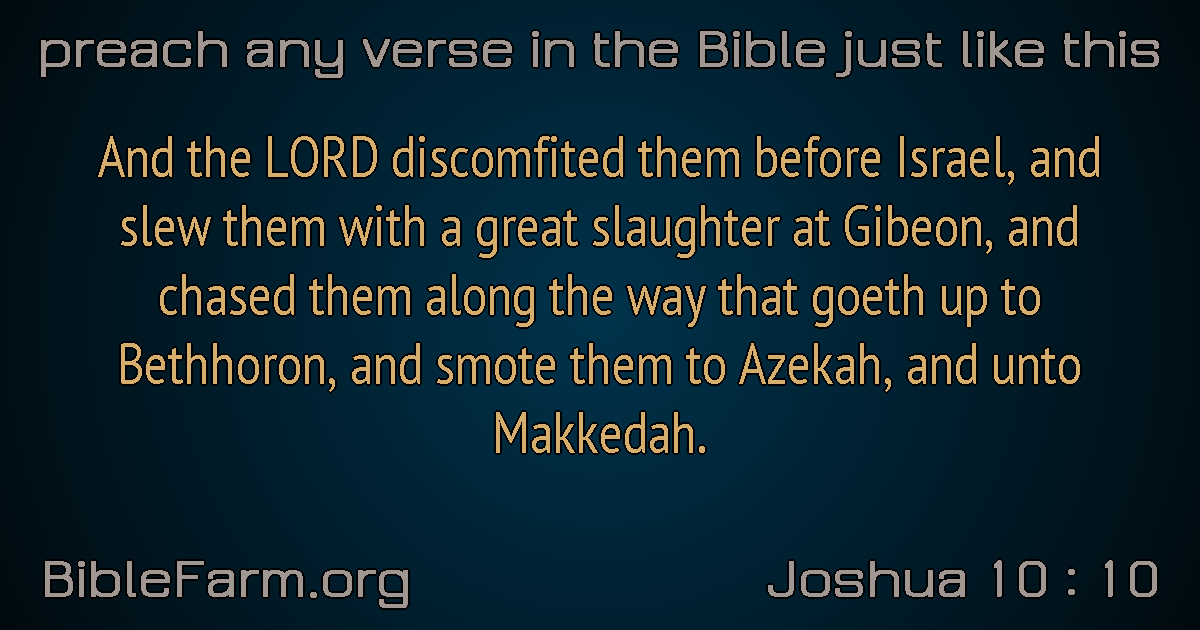 preach any verse in the Bible just like this
And the LORD discomfited them before Israel, and
slew them with a great slaughter at Gibeon, and
chased them along the way that goeth up to
Bethhoron, and smote them to Azekah, and unto
Makkedah.
BibleFarm.org
Joshua 10 : 10